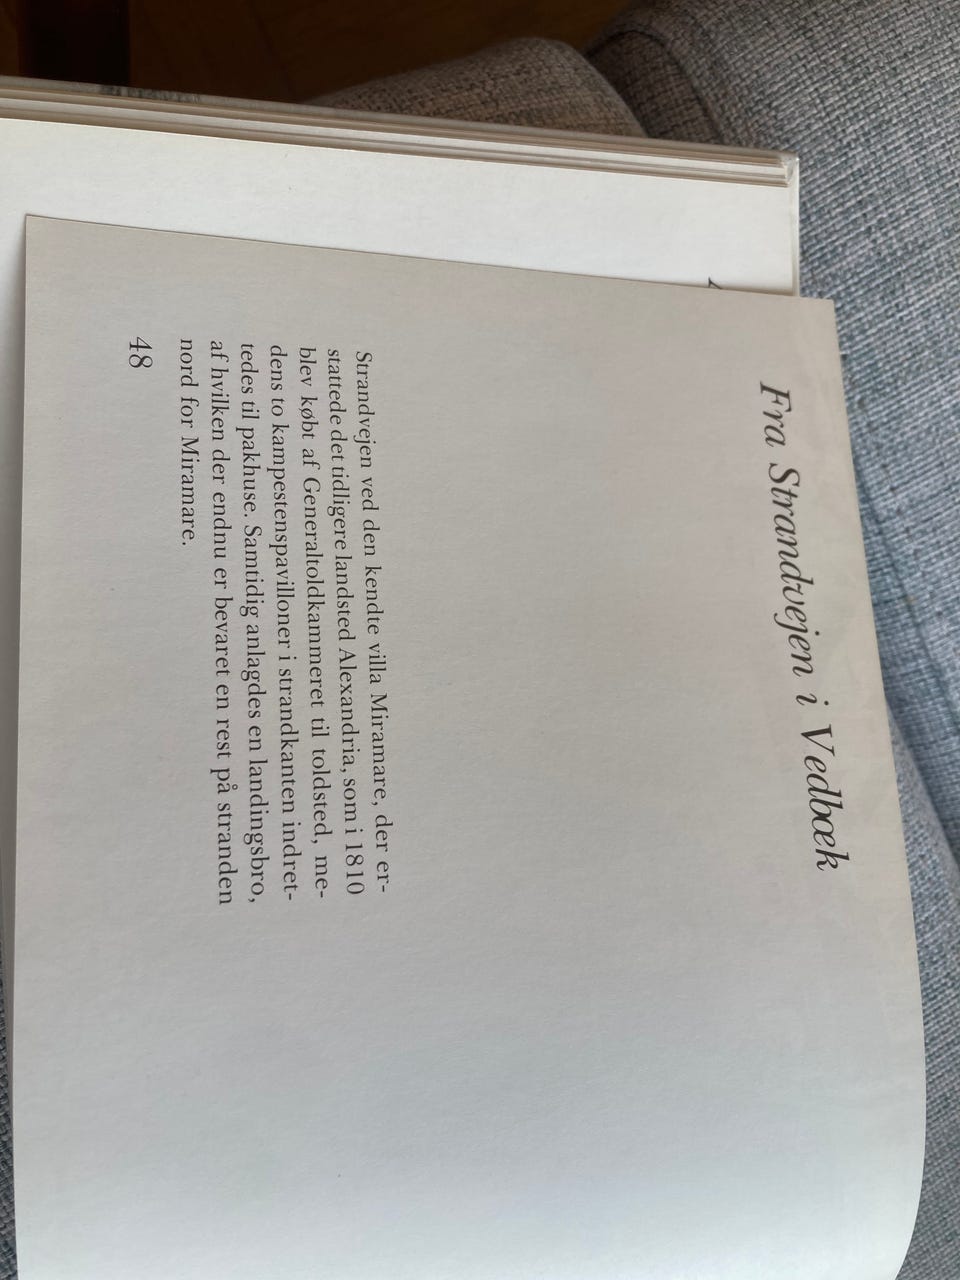 Fra Strandvejen i Vedbæk
Strandvejen ved den kendte villa Miramare, der er-
stattede det tidligere landsted Alexandria, som i 1810
blev købt af Generaltoldkammeret til toldsted, me-
dens to kampestenspavilloner i strandkanten indret-
tedes til pakhuse. Samtidig anlagdes en landingsbro,
af hvilken der endnu er bevaret en rest på stranden
nord for Miramare.
48